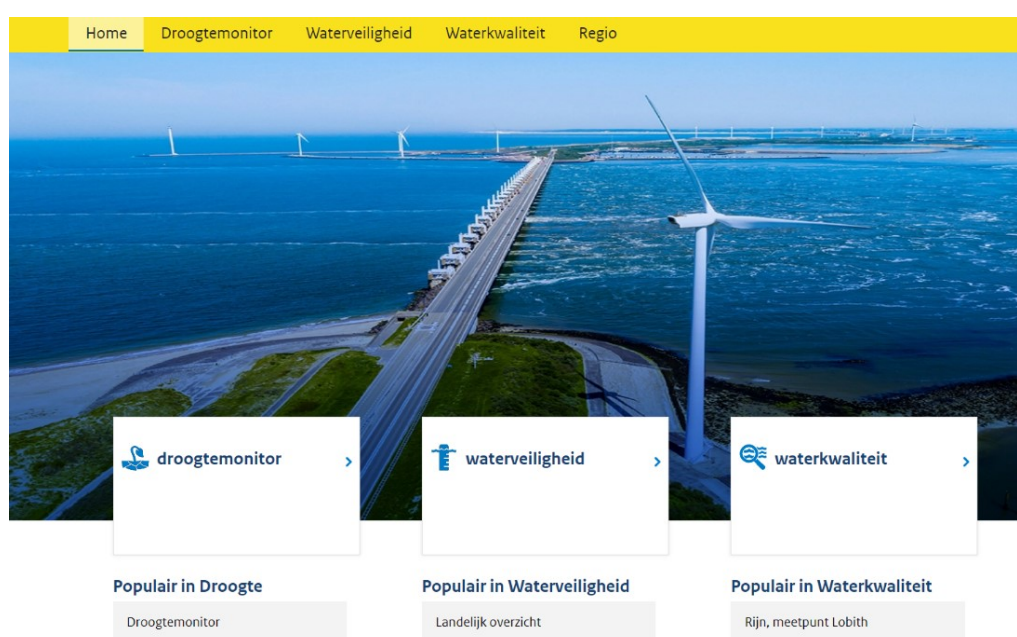 Home Droogtemonitor Waterveiligheid Waterkwaliteit Regio
droogtemonitor
waterveiligheid
waterkwaliteit
Populair in Droogte
Populair in Waterveiligheid
Populair in Waterkwaliteit
Droogtemonitor
Landelijk overzicht
Rijn, meetpunt Lobith